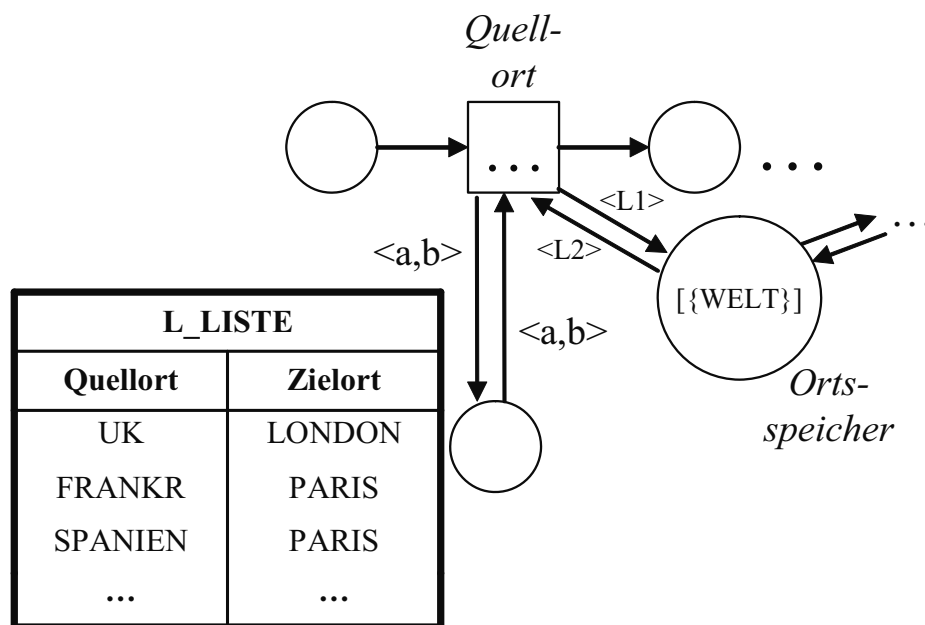 Quell-
ort
...
...
<L1>
<L2>
...
<a,b>
<a,b>
[{WELT}]
Orts-
speicher
L_LISTE
Quellort Zielort
UK LONDON
FRANKR PARIS
SPANIEN PARIS
... ...